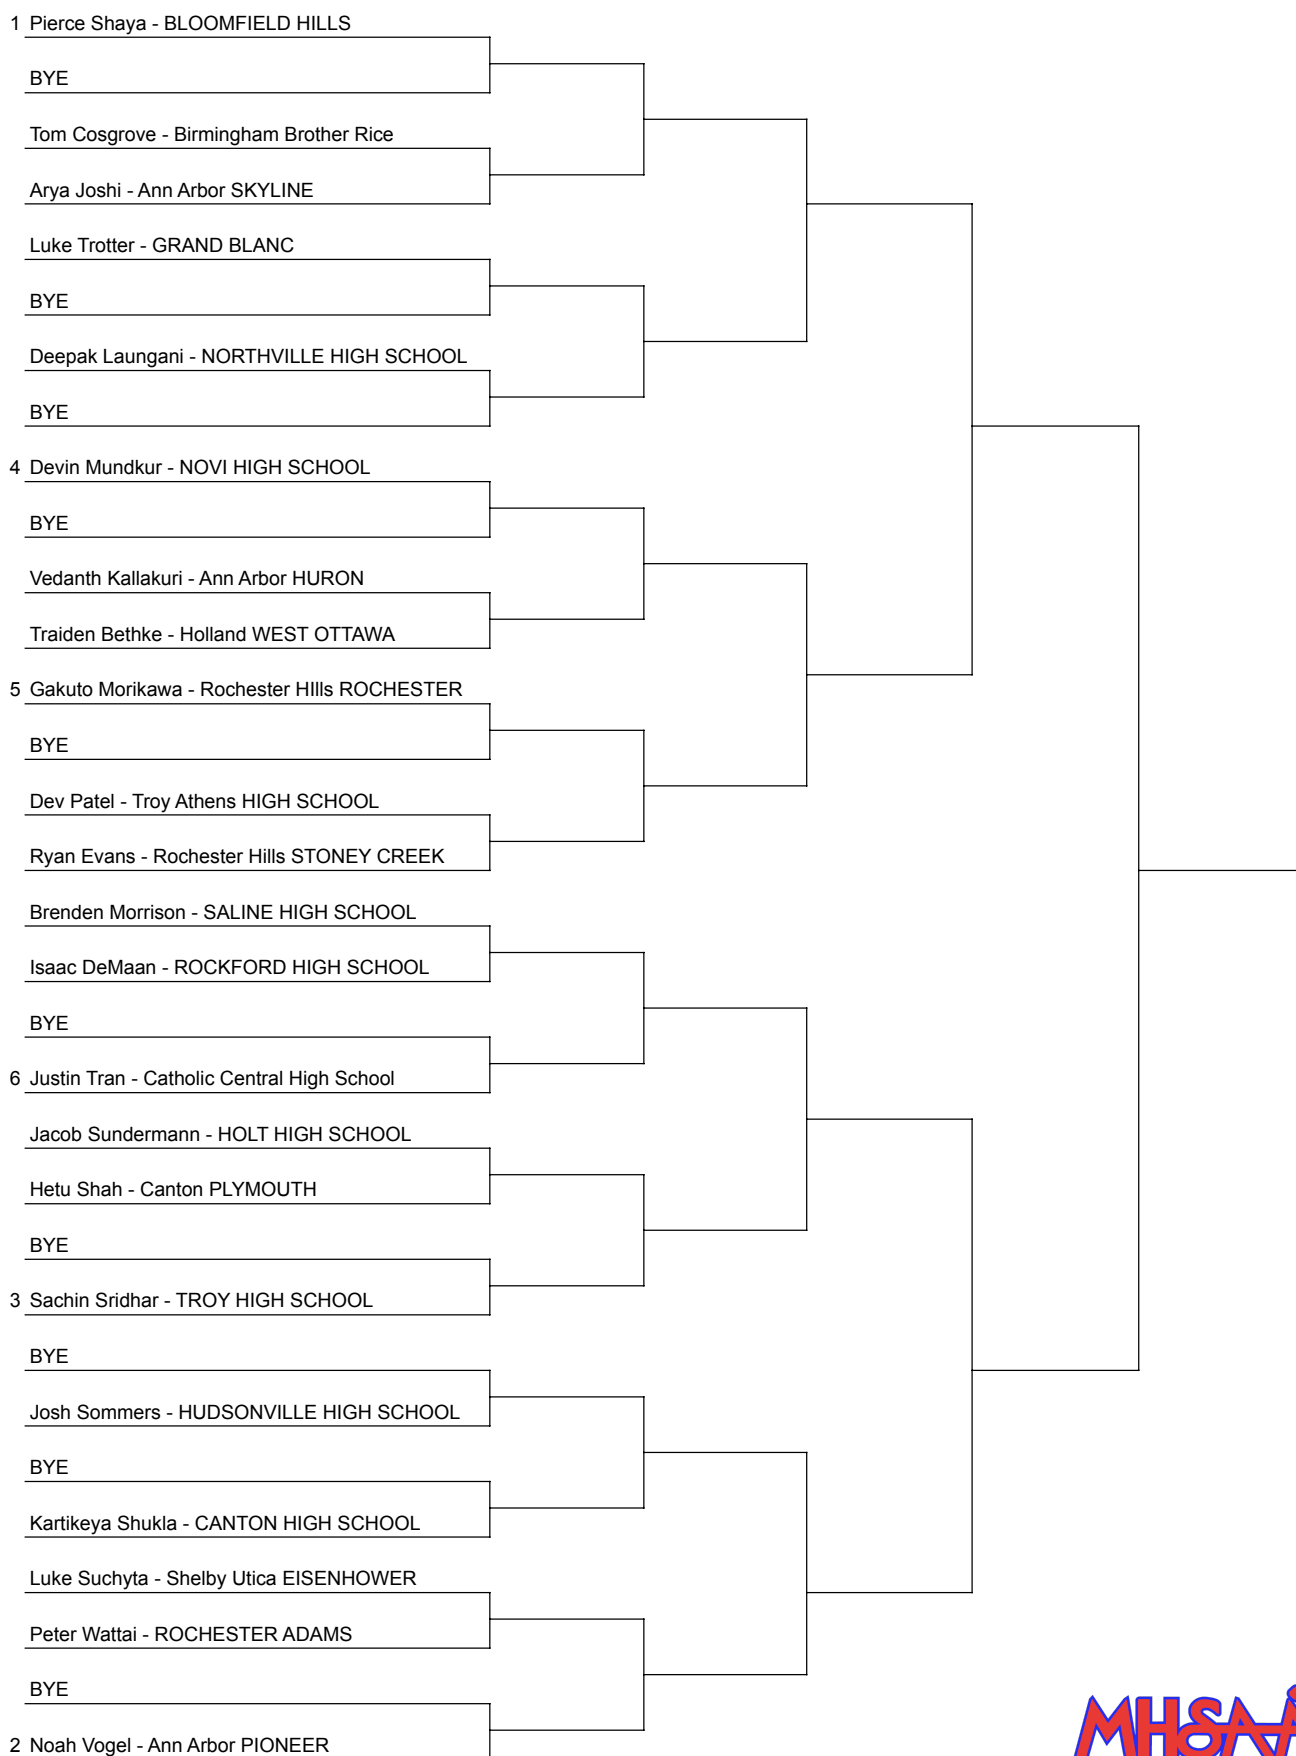 1 Pierce Shaya - BLOOMFIELD HILLS
BYE
Tom Cosgrove - Birmingham Brother Rice
Arya Joshi - Ann Arbor SKYLINE
Luke Trotter - GRAND BLANC
BYE
Deepak Laungani - NORTHVILLE HIGH SCHOOL
BYE
4 Devin Mundkur - NOVI HIGH SCHOOL
BYE
Vedanth Kallakuri - Ann Arbor HURON
Traiden Bethke - Holland WEST OTTAWA
5 Gakuto Morikawa - Rochester HIlls ROCHESTER
BYE
Dev Patel - Troy Athens HIGH SCHOOL
Ryan Evans - Rochester Hills STONEY CREEK
Brenden Morrison - SALINE HIGH SCHOOL
Isaac DeMaan - ROCKFORD HIGH SCHOOL
BYE
6 Justin Tran - Catholic Central High School
Jacob Sundermann - HOLT HIGH SCHOOL
Hetu Shah - Canton PLYMOUTH
BYE
3 Sachin Sridhar - TROY HIGH SCHOOL
BYE
Josh Sommers - HUDSONVILLE HIGH SCHOOL
BYE
Kartikeya Shukla - CANTON HIGH SCHOOL
Luke Suchyta - Shelby Utica EISENHOWER
Peter Wattai - ROCHESTER ADAMS
BYE
2 Noah Vogel - Ann Arbor PIONEER
MHSAA